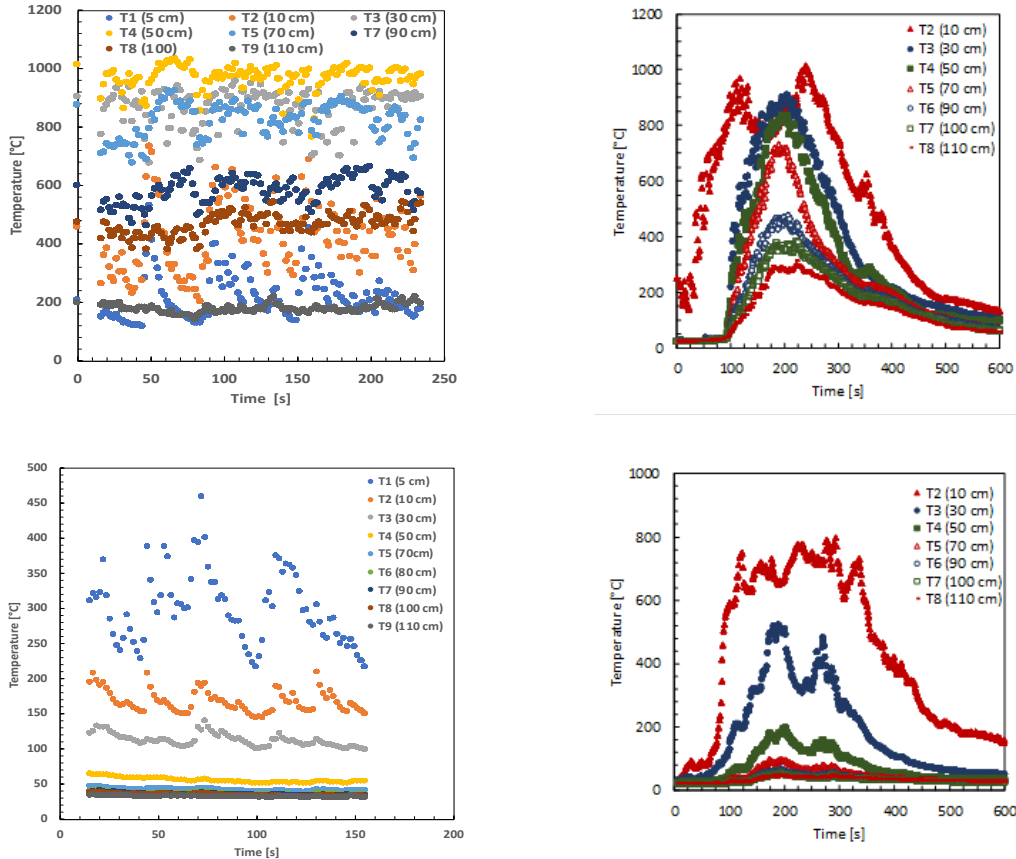 T1 (5 cm) T2 (10 cm) T3 (30 cm)
T4 (50 cm) T5 (70 cm) T7 (90 cm)
T8 (100) T9 (110 cm)
1200
1000
800
600
400
200
0
Temperature [°C]
0 50 100 150 200 250
Time [s]
T2 (10 cm)
T3 (30 cm)
T4 (50 cm)
T5 (70 cm)
T6 (90 cm)
T7 (100 cm)
T8 (110 cm)
1200
1000
800
600
400
200
0
Temperature [°C]
0 100 200 300 400 500 600
Time [s]
T1 (5 cm)
T2 (10 cm)
T3 (30 cm)
T4 (50 cm)
T5 (70cm)
T6 (80 cm)
T7 (90 cm)
T8 (100 cm)
T9 (110 cm)
500
450
400
350
300
250
200
150
100
50
0
Temperature [°C]
0 50 100 150 200
Time [s]
T2 (10 cm)
T3 (30 cm)
T4 (50 cm)
T5 (70 cm)
T6 (90 cm)
T7 (100 cm)
T8 (110 cm)
1000
800
600
400
200
0
Temperature [°C]
0 100 200 300 400 500 600
Time [s]